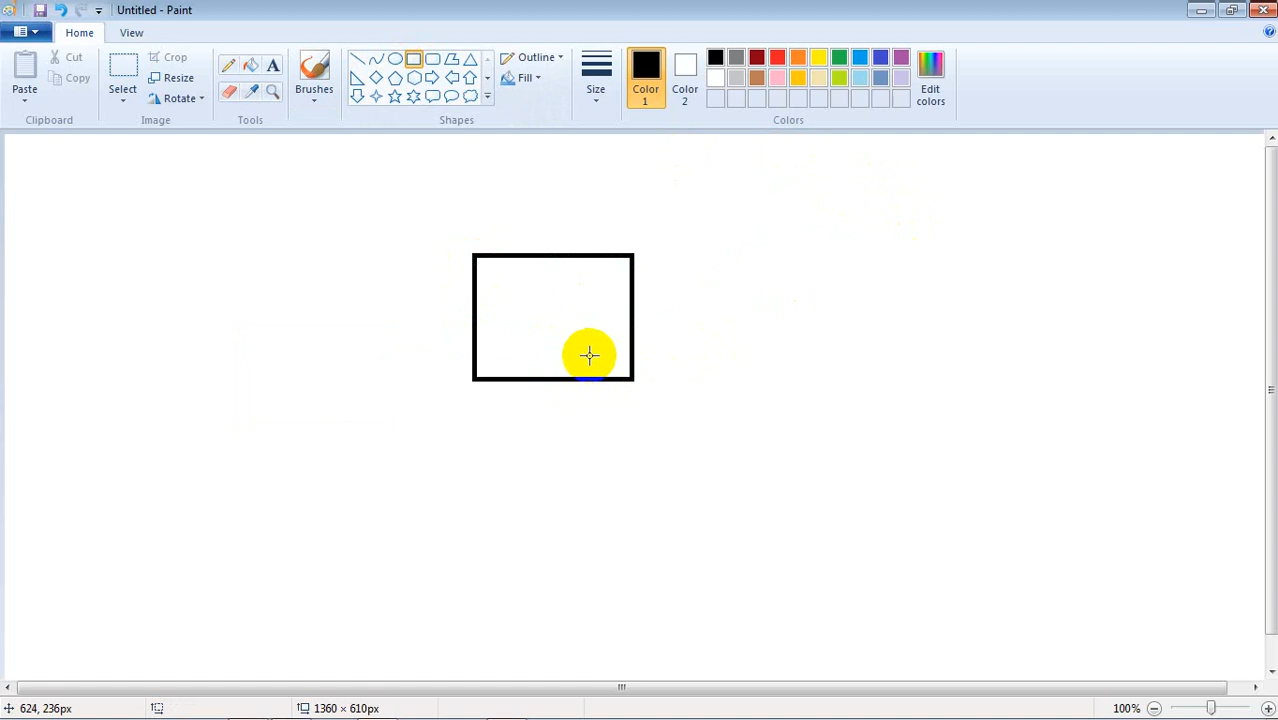 Untitled - Paint
Home
View
Paste
Cut
Copy
Clipboard
Select
Crop
Resize
Rotate
Image
A
Tools
Brushes
Outline
Fill
Shapes
Size
Color 1
Color 2
Edit colors
Colors
624, 236px
1360 × 610px
100%